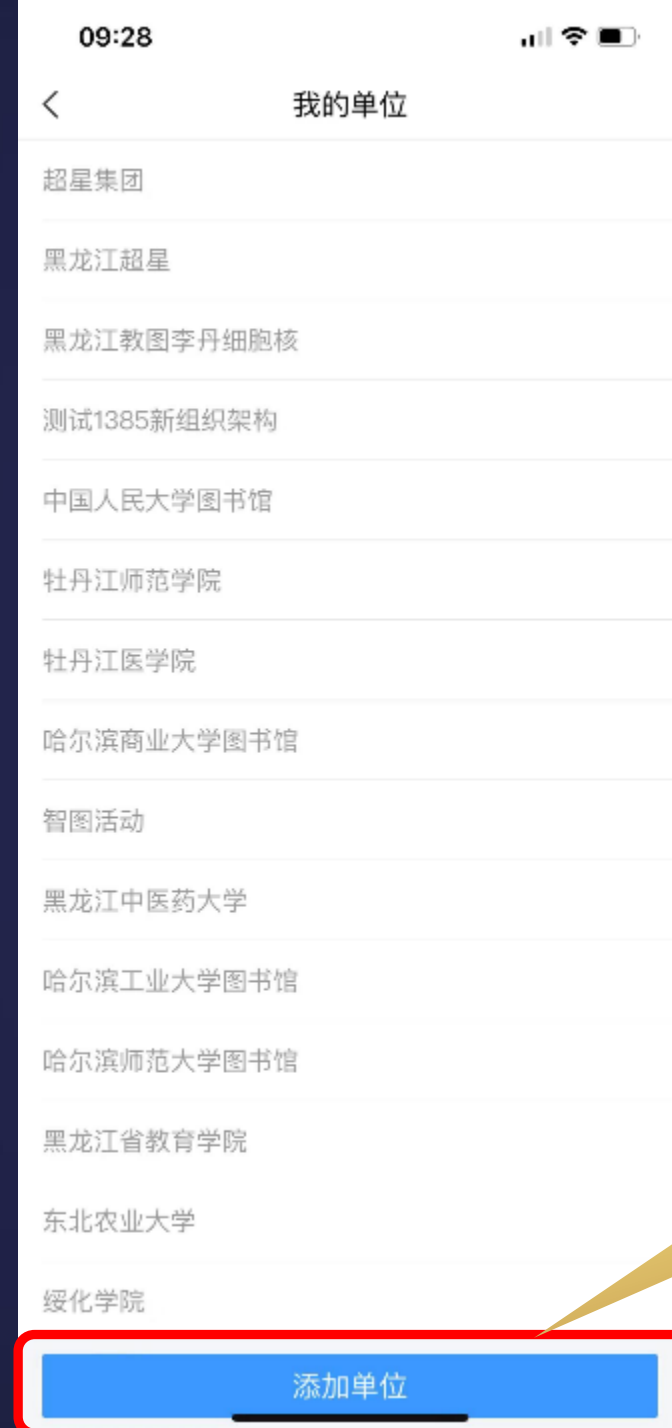 09:28
我的单位
超星集团
黑龙江超星
黑龙江教图李丹细胞核
测试1385新组织架构
中国人民大学图书馆
牡丹江师范学院
牡丹江医学院
哈尔滨商业大学图书馆
智图活动
黑龙江中医药大学
哈尔滨工业大学图书馆
哈尔滨师范大学图书馆
黑龙江省教育学院
东北农业大学
绥化学院
添加单位